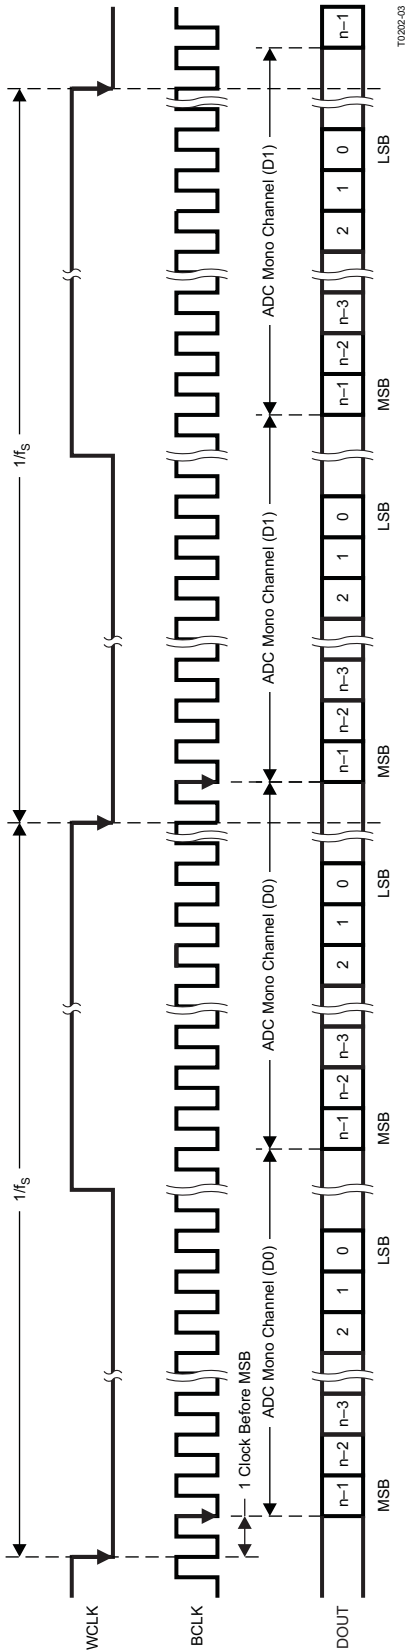 1/fS 1/fS
WCLK
BCLK
1 Clock Before MSB
ADC Mono Channel (D0) ADC Mono Channel (D0) ADC Mono Channel (D1) ADC Mono Channel (D1)
DOUT n–1 n–2 n–3 2 1 0 n–1 n–2 n–3 2 1 0 n–1 n–2 n–3 2 1 0 n–1 n–2 n–3 2 1 0 n–1
MSB LSB MSB LSB MSB LSB MSB LSB
T0202-03